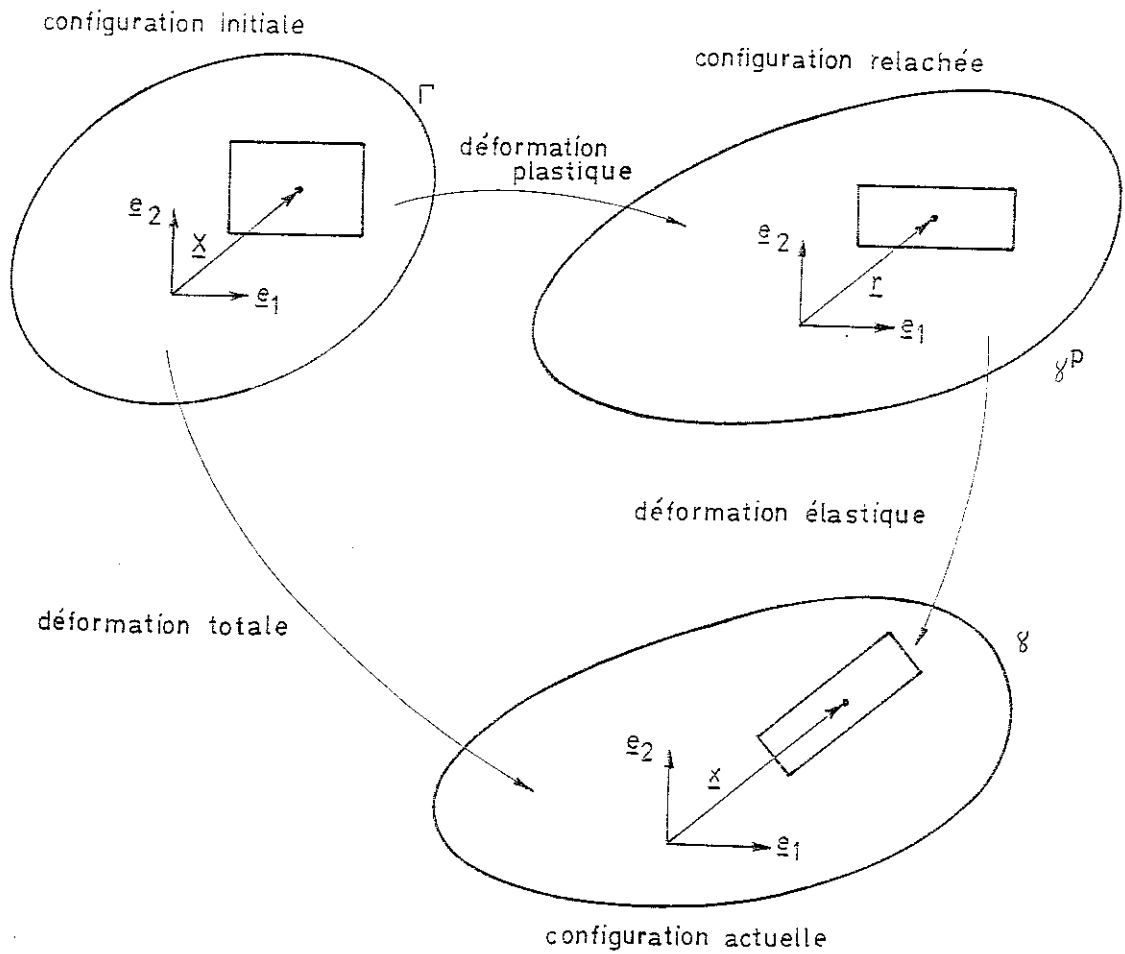 configuration initiale
Γ
e2
X
e1
déformation
plastique
configuration relachée
e2
r
e1
γP
déformation élastique
déformation totale
γ
e2
x
e1
configuration actuelle